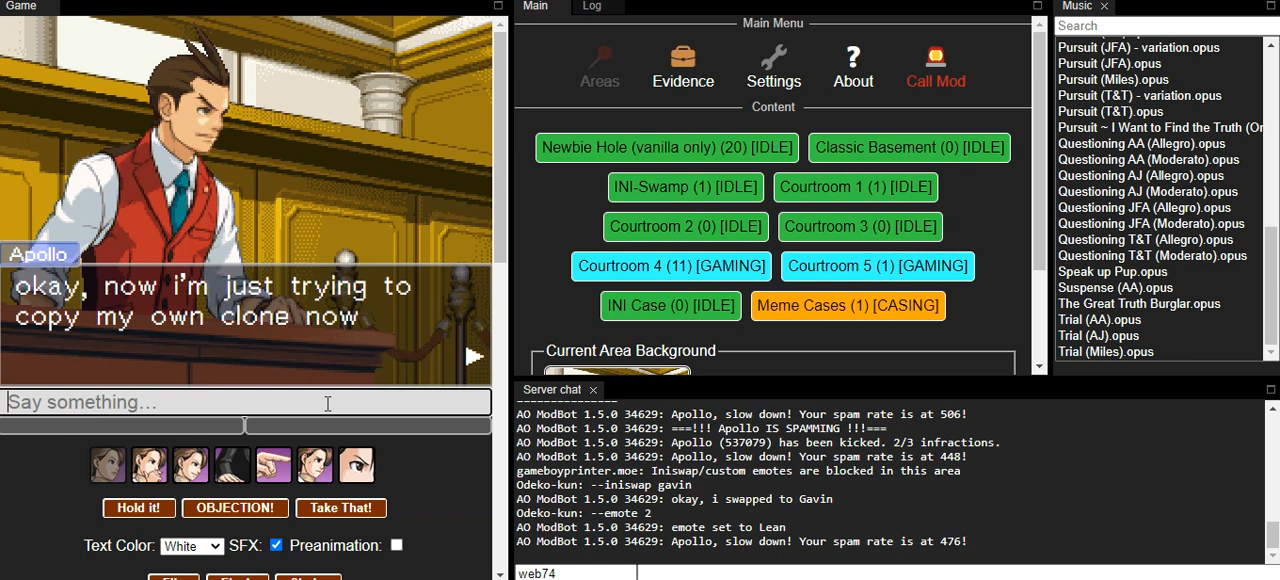 Game
Apollo
okay, now i'm just trying to
copy my own clone now
Say something...
Hold it!
OBJECTION!
Take That!
Text Color:
White
SFX:
Preanimation:
Main
Log
Main Menu
Areas
Evidence
Settings
About
Call Mod
Content
Newbie Hole (vanilla only) (20) [IDLE]
Classic Basement (0) [IDLE]
INI-Swamp (1) [IDLE]
Courtroom 1 (1) [IDLE]
Courtroom 2 (0) [IDLE]
Courtroom 3 (0) [IDLE]
Courtroom 4 (11) [GAMING]
Courtroom 5 (1) [GAMING]
INI Case (0) [IDLE]
Meme Cases (1) [CASING]
Current Area Background
Music
Search
Pursuit (JFA) - variation.opus
Pursuit (JFA).opus
Pursuit (Miles).opus
Pursuit (T&T) - variation.opus
Pursuit (T&T).opus
Pursuit ~ I Want to Find the Truth (Or
Questioning AA (Allegro).opus
Questioning AA (Moderato).opus
Questioning AJ (Allegro).opus
Questioning AJ (Moderato).opus
Questioning JFA (Allegro).opus
Questioning JFA (Moderato).opus
Questioning T&T (Allegro).opus
Questioning T&T (Moderato).opus
Speak up Pup.opus
Suspense (AA).opus
The Great Truth Burglar.opus
Trial (AA).opus
Trial (AJ).opus
Trial (Miles).opus
Server chat
AO ModBot 1.5.0 34629: Apollo, slow down! Your spam rate is at 506!
AO ModBot 1.5.0 34629: ===!!! Apollo IS SPAMMING !!!===
AO ModBot 1.5.0 34629: Apollo (537079) has been kicked. 2/3 infractions.
AO ModBot 1.5.0 34629: Apollo, slow down! Your spam rate is at 448!
gameboyprinter.moe: Iniswap/custom emotes are blocked in this area
Odeko-kun: --iniswap gavin
AO ModBot 1.5.0 34629: okay, i swapped to Gavin
Odeko-kun: --emote 2
AO ModBot 1.5.0 34629: emote set to Lean
AO ModBot 1.5.0 34629: Apollo, slow down! Your spam rate is at 476!
web74